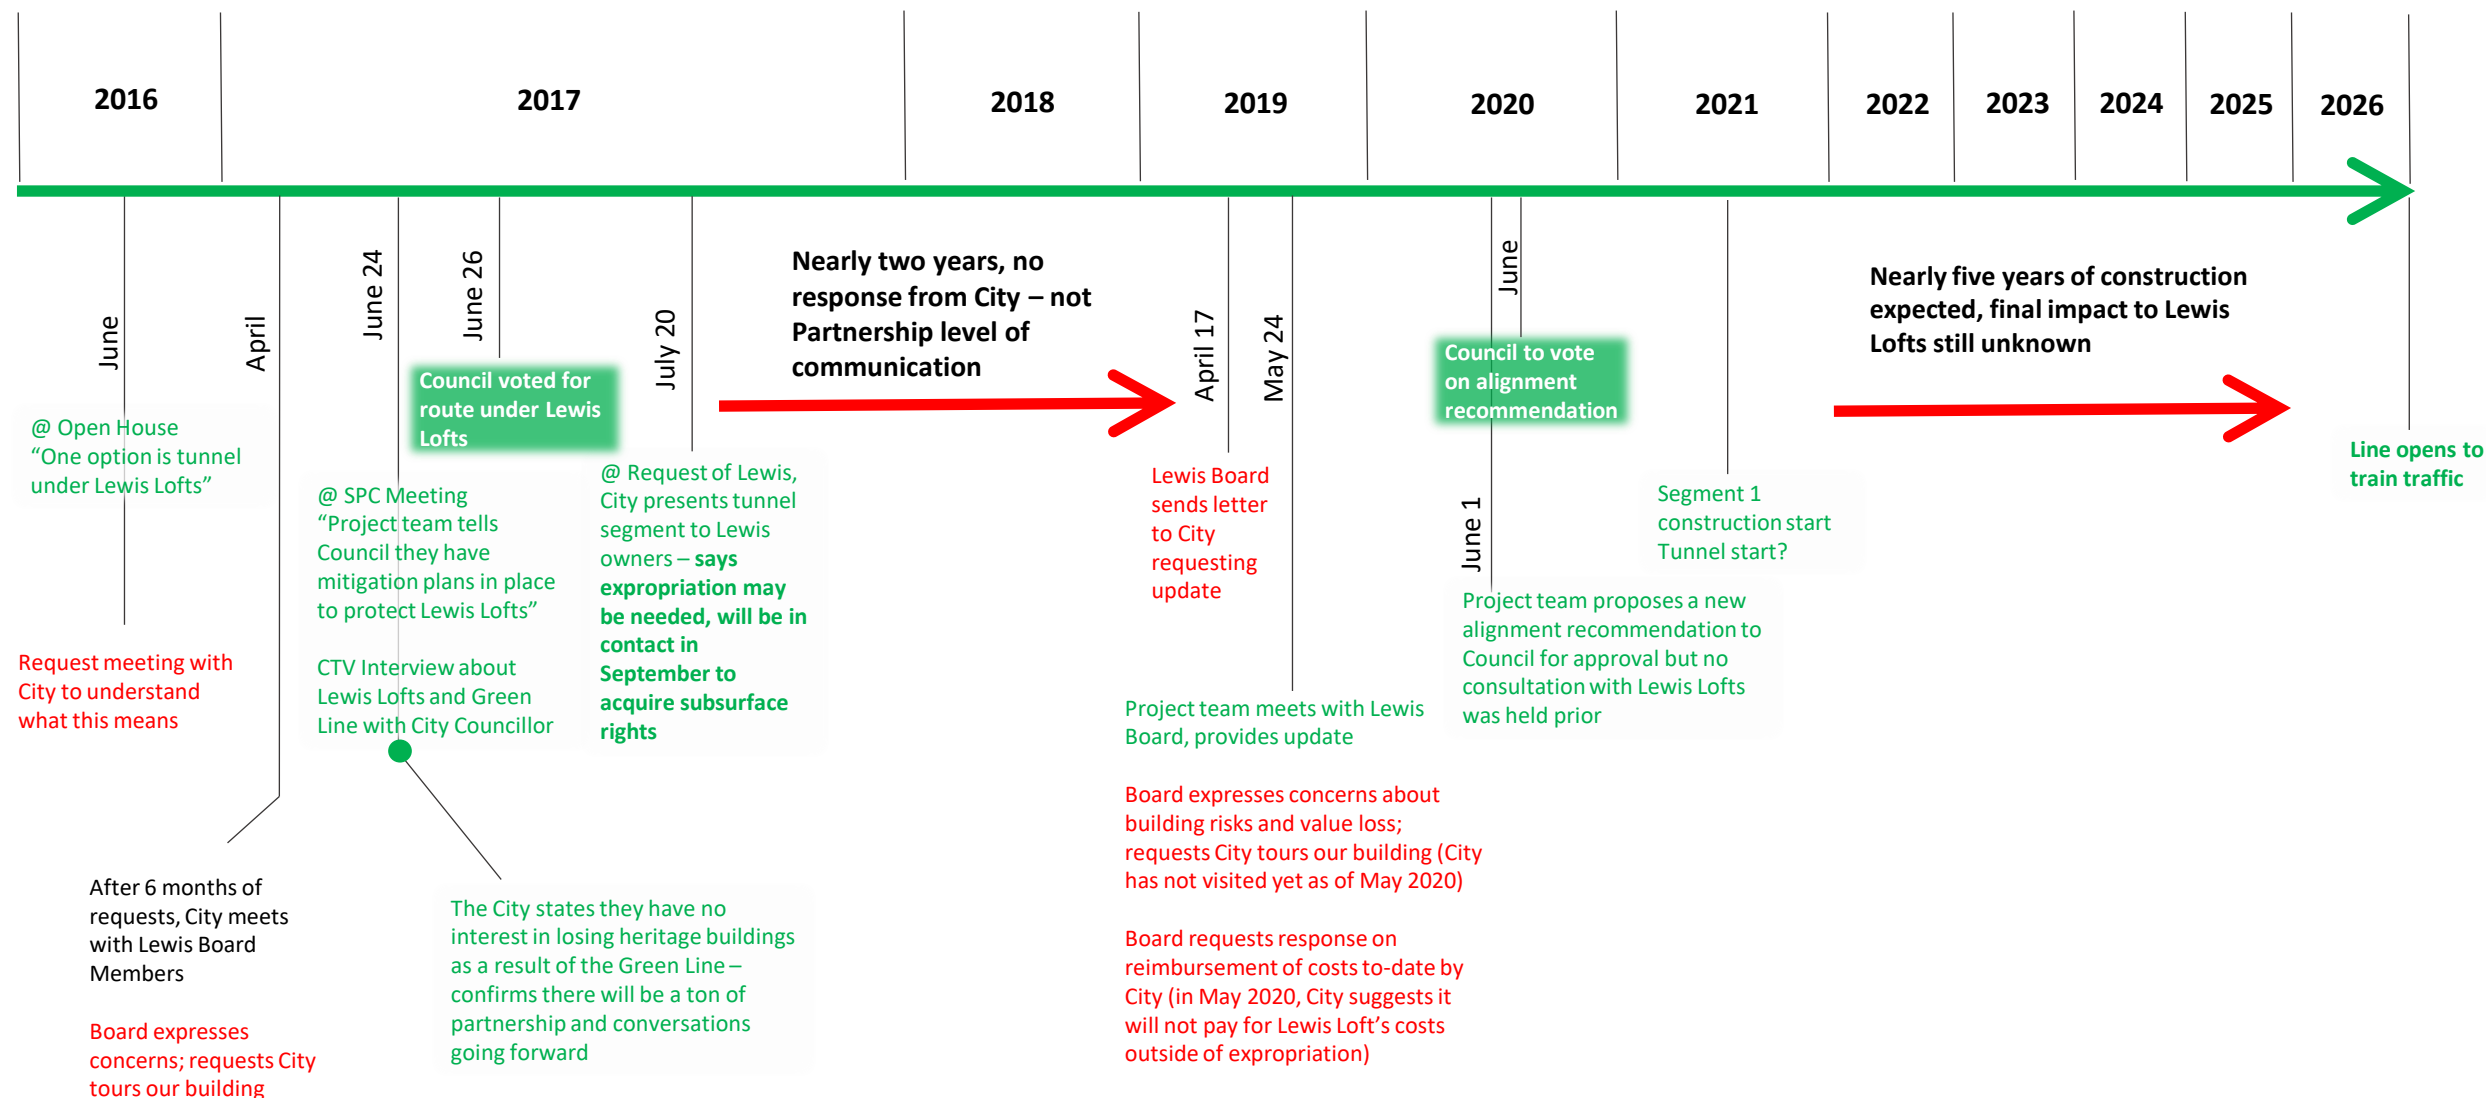 2016
2017
2018
2019
2020
2021
2022
2023
2024
2025
2026
June
@ Open House
“One option is tunnel
under Lewis Lofts”
Request meeting with
City to understand
what this means
April
After 6 months of
requests, City meets
with Lewis Board
Members
Board expresses
concerns; requests City
tours our building
June 24
@ SPC Meeting
“Project team tells
Council they have
mitigation plans in place
to protect Lewis Lofts”
CTV Interview about
Lewis Lofts and Green
Line with City Councillor
The City states they have no
interest in losing heritage buildings
as a result of the Green Line –
confirms there will be a ton of
partnership and conversations
going forward
June 26
Council voted for
route under Lewis
Lofts
July 20
@ Request of Lewis,
City presents tunnel
segment to Lewis
owners – says
expropriation may
be needed, will be in
contact in
September to
acquire subsurface
rights
Nearly two years, no
response from City – not
Partnership level of
communication
April 17
Lewis Board
sends letter
to City
requesting
update
May 24
Project team meets with Lewis
Board, provides update
Board expresses concerns about
building risks and value loss;
requests City tours our building (City
has not visited yet as of May 2020)
Board requests response on
reimbursement of costs to-date by
City (in May 2020, City suggests it
will not pay for Lewis Loft’s costs
outside of expropriation)
June
Council to vote
on alignment
recommendation
June 1
Project team proposes a new
alignment recommendation to
Council for approval but no
consultation with Lewis Lofts
was held prior
Segment 1
construction start
Tunnel start?
Nearly five years of construction
expected, final impact to Lewis
Lofts still unknown
Line opens to
train traffic